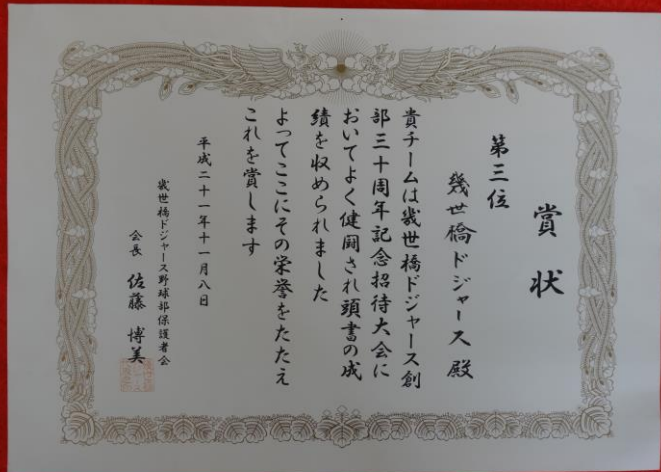 賞状
第三位
幾世橋ドジャース殿
貴チームは幾世橋ドジャース創
部三十周年記念招待大会に
おいてよく健闘され頭書の成
績を収められました
よってここにその栄誉をたたえ
これを賞します
平成二十一年十一月八日
幾世橋ドジャース野球部保護者会
会長 佐藤博美